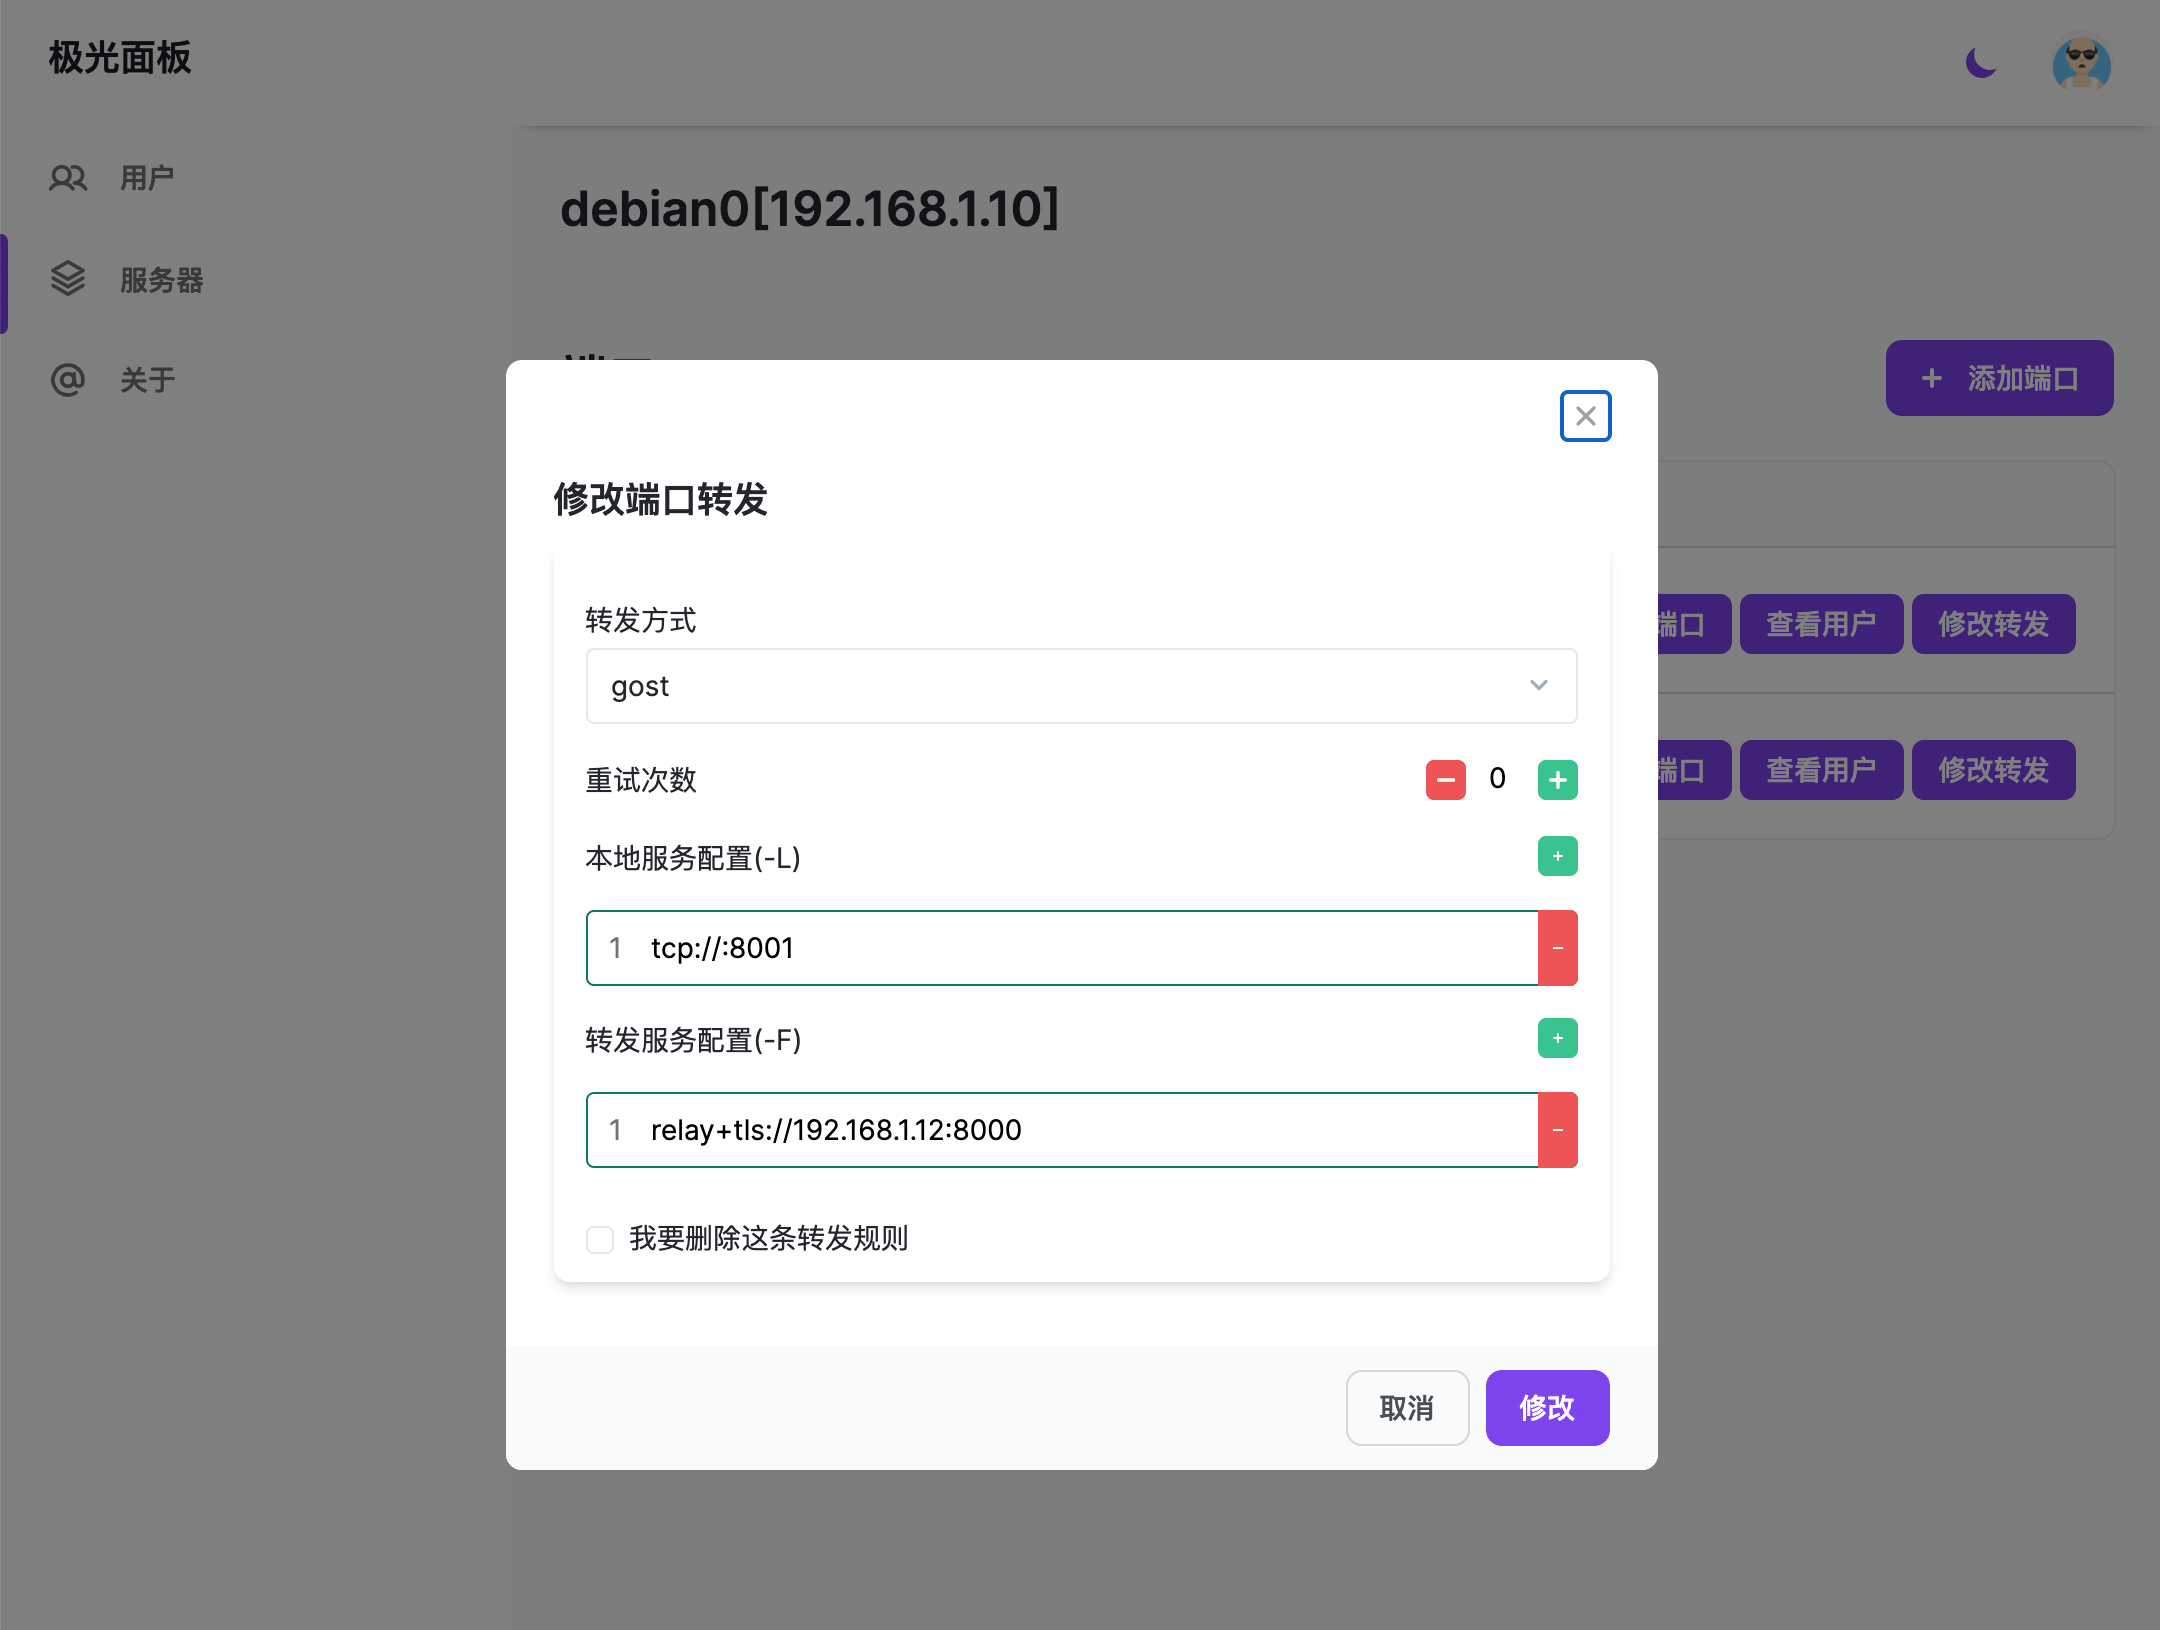 极光面板
用户
服务器
关于
debian0[192.168.1.10]
+ 添加端口
修改端口转发
转发方式
gost
重试次数
0
本地服务配置(-L)
1 tcp://:8001
转发服务配置(-F)
1 relay+tls://192.168.1.12:8000
我要删除这条转发规则
取消 修改
端口 查看用户 修改转发
端口 查看用户 修改转发